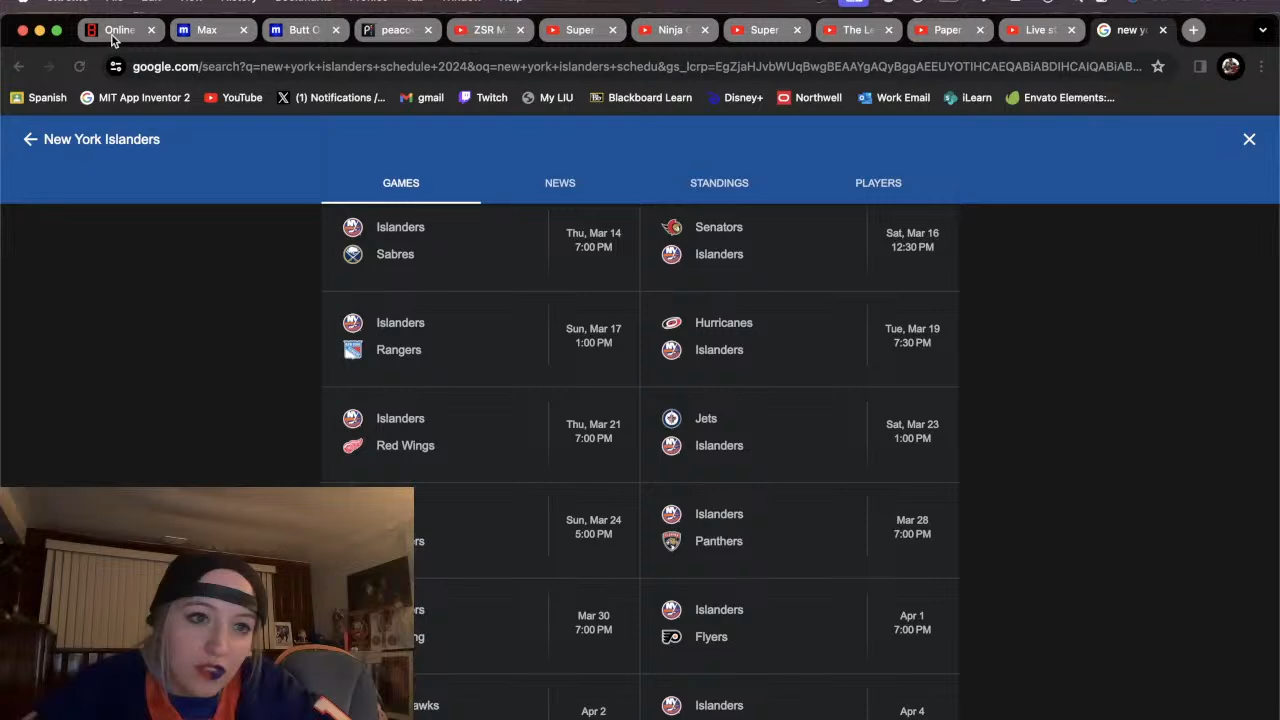 Online
Max
Butt O
peaco
ZSR M
Super
Ninja
Super
The L
Paper
Live s
new y
google.com/search?q=new+york+islanders+schedule+2024&oq=new+york+islanders+schedu&gs_lcrp=EgZjaHJvbWUqBwgBEAAYgAQyBggAEEUYOTIHCAEQABiABDIHCAIQABiAB...
Spanish
MIT App Inventor 2
YouTube
(1) Notifications /...
gmail
Twitch
My LIU
Blackboard Learn
Disney+
Northwell
Work Email
iLearn
Envato Elements:...
New York Islanders
GAMES
NEWS
STANDINGS
PLAYERS
Islanders
Sabres
Thu, Mar 14
7:00 PM
Senators
Islanders
Sat, Mar 16
12:30 PM
Islanders
Rangers
Sun, Mar 17
1:00 PM
Hurricanes
Islanders
Tue, Mar 19
7:30 PM
Islanders
Red Wings
Thu, Mar 21
7:00 PM
Jets
Islanders
Sat, Mar 23
1:00 PM
rs
Sun, Mar 24
5:00 PM
Islanders
Panthers
Mar 28
7:00 PM
rs
ng
Mar 30
7:00 PM
Islanders
Flyers
Apr 1
7:00 PM
awks
Apr 2
Islanders
Apr 4